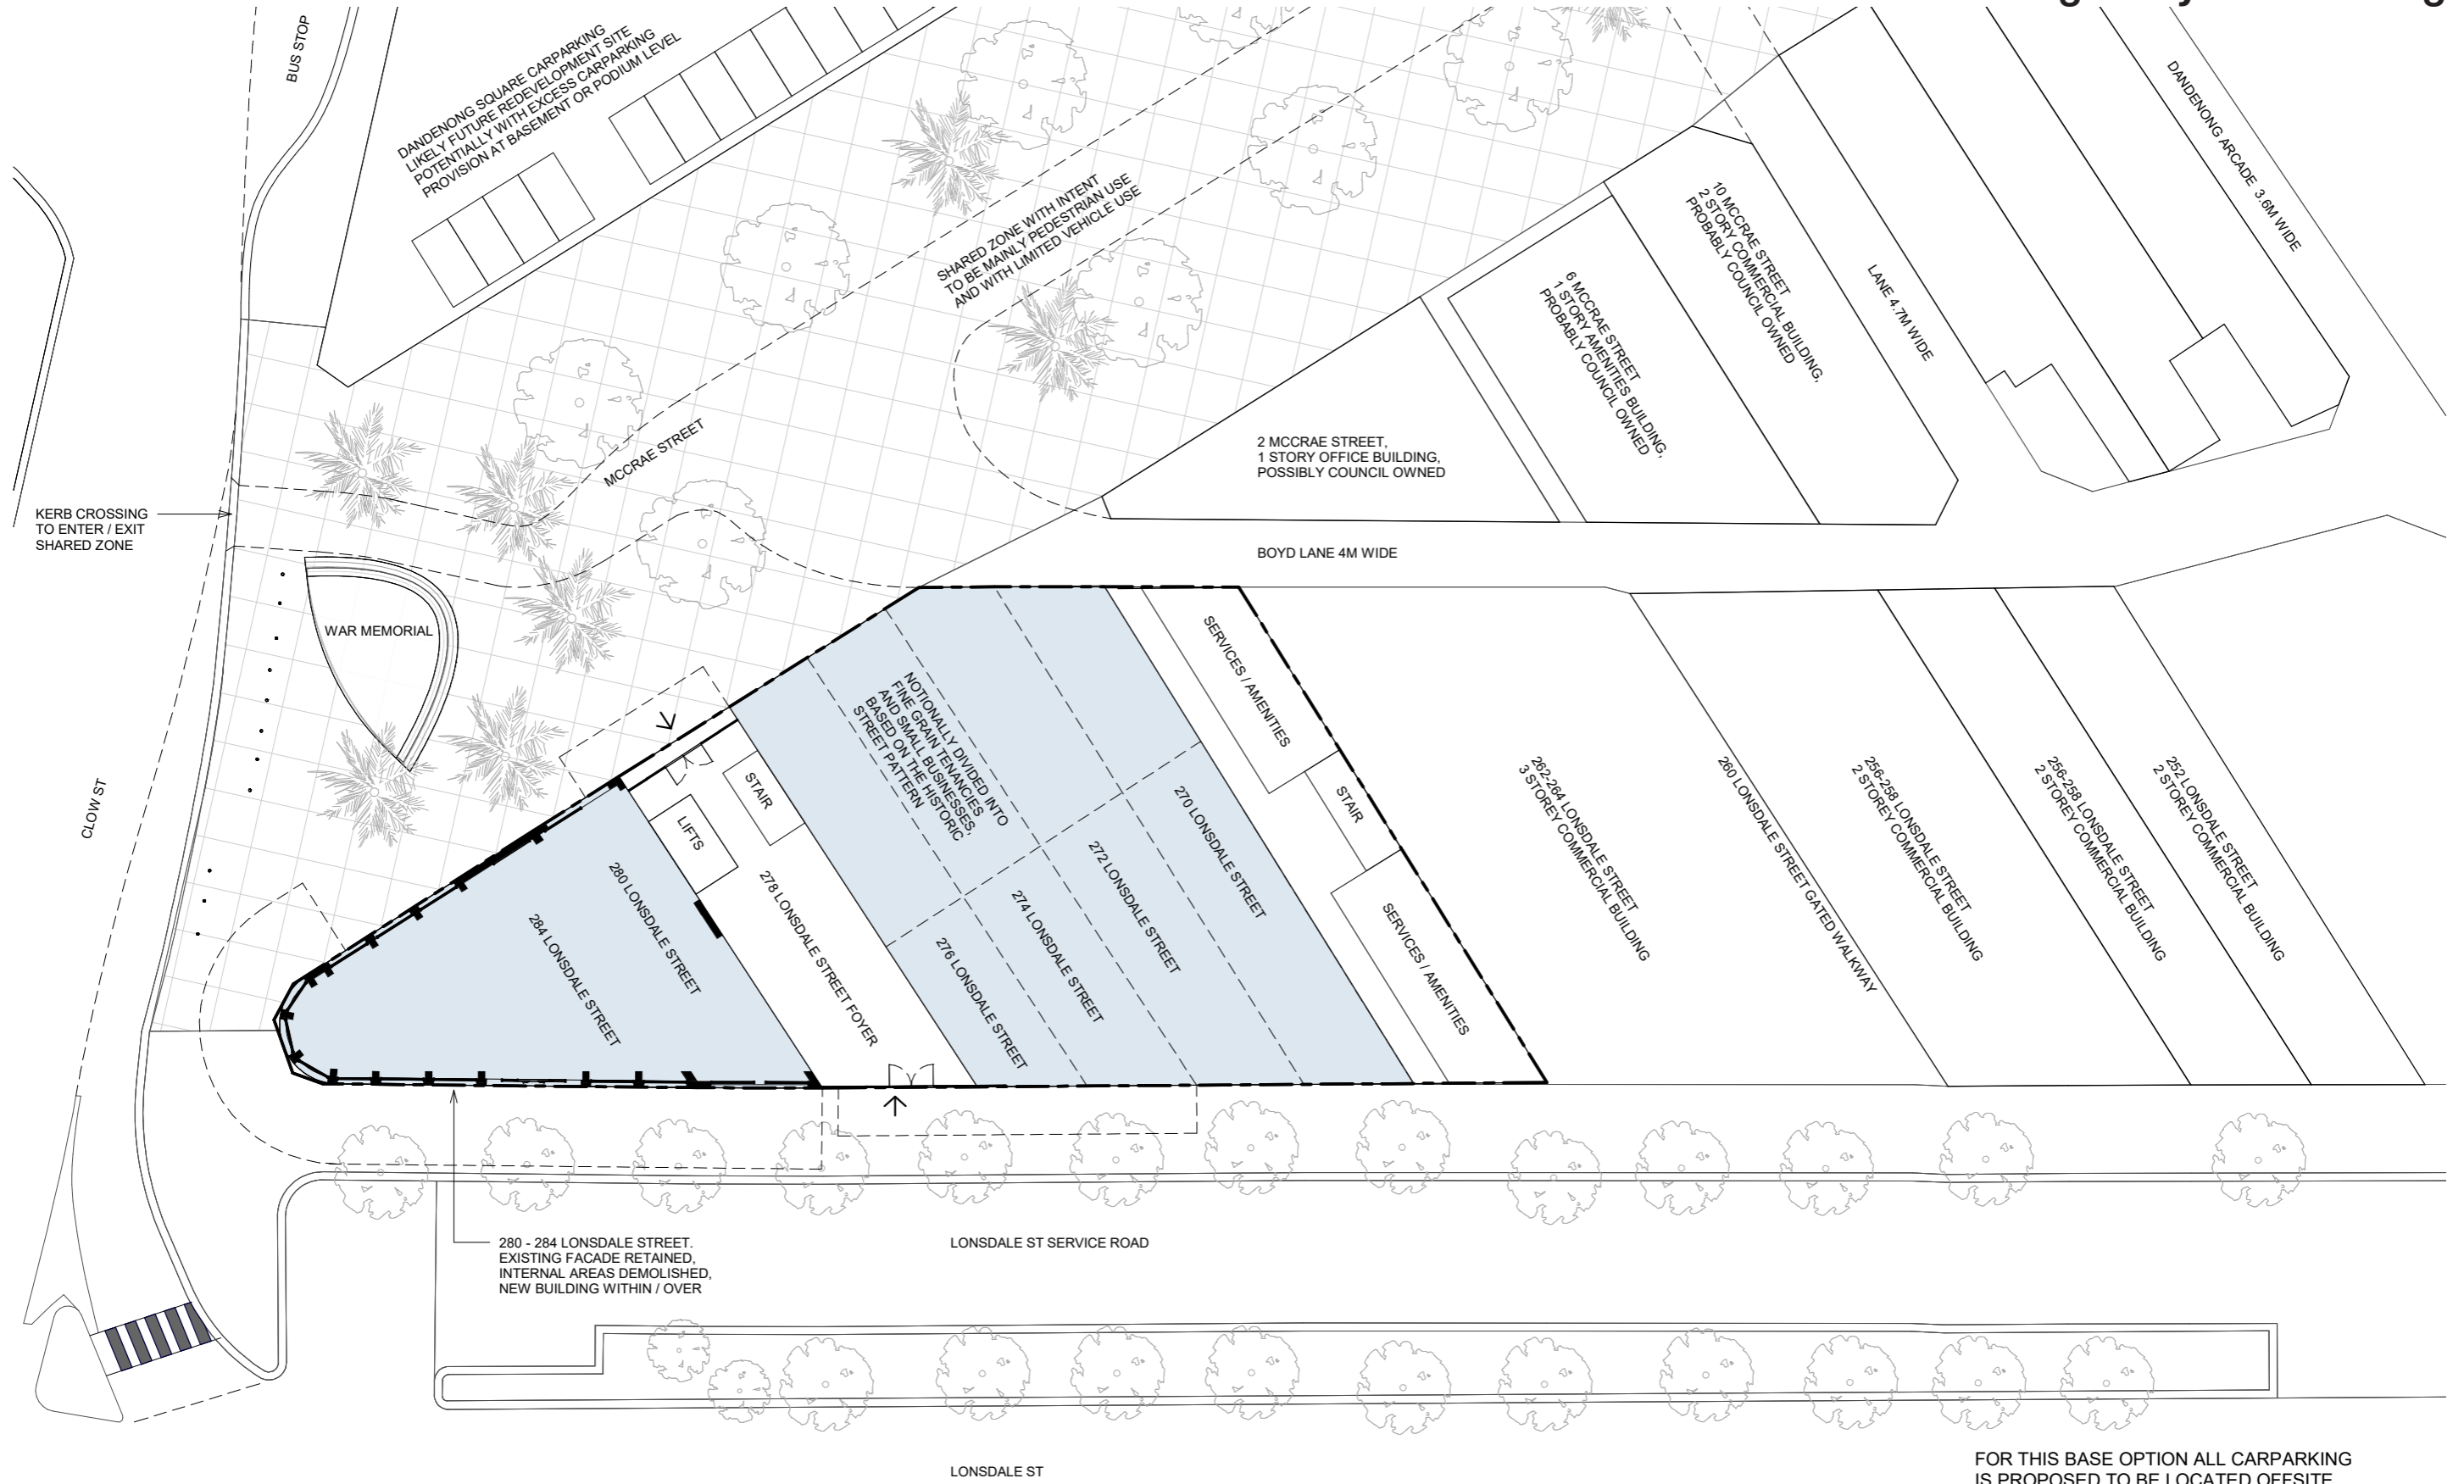 BUS STOP
DANDENONG SQUARE CARPARKING
LIKELY FUTURE REDEVELOPMENT SITE
POTENTIALLY WITH EXCESS CARPARKING
PROVISION AT BASEMENT OR PODIUM LEVEL
SHARED ZONE WITH INTENT
TO BE MAINLY PEDESTRIAN USE
AND WITH LIMITED VEHICLE USE
DANDENONG ARCADE 3.6M WIDE
10 MCCRAE STREET
2 STORY COMMERCIAL BUILDING,
PROBABLY COUNCIL OWNED
LANE 4.7M WIDE
6 MCCRAE STREET
1 STORY AMENITIES BUILDING,
PROBABLY COUNCIL OWNED
MCCRAE STREET
2 MCCRAE STREET,
1 STORY OFFICE BUILDING,
POSSIBLY COUNCIL OWNED
KERB CROSSING
TO ENTER / EXIT
SHARED ZONE
BOYD LANE 4M WIDE
WAR MEMORIAL
CLOW ST
NOTIONALLY DIVIDED INTO
FINE GRAIN TENANCIES
AND SMALL BUSINESSES,
BASED ON THE HISTORIC
STREET PATTERN
SERVICES / AMENITIES
STAIR
LIFTS
STAIR
284 LONSDALE STREET
280 LONSDALE STREET
278 LONSDALE STREET FOYER
276 LONSDALE STREET
274 LONSDALE STREET
272 LONSDALE STREET
270 LONSDALE STREET
SERVICES / AMENITIES
262-264 LONSDALE STREET
3 STOREY COMMERCIAL BUILDING
260 LONSDALE STREET GATED WALKWAY
256-258 LONSDALE STREET
2 STOREY COMMERCIAL BUILDING
256-258 LONSDALE STREET
2 STOREY COMMERCIAL BUILDING
252 LONSDALE STREET
2 STOREY COMMERCIAL BUILDING
280 - 284 LONSDALE STREET.
EXISTING FACADE RETAINED,
INTERNAL AREAS DEMOLISHED,
NEW BUILDING WITHIN / OVER
LONSDALE ST SERVICE ROAD
LONSDALE ST
FOR THIS BASE OPTION ALL CARPARKING
IS PROPOSED TO BE LOCATED OFFSITE